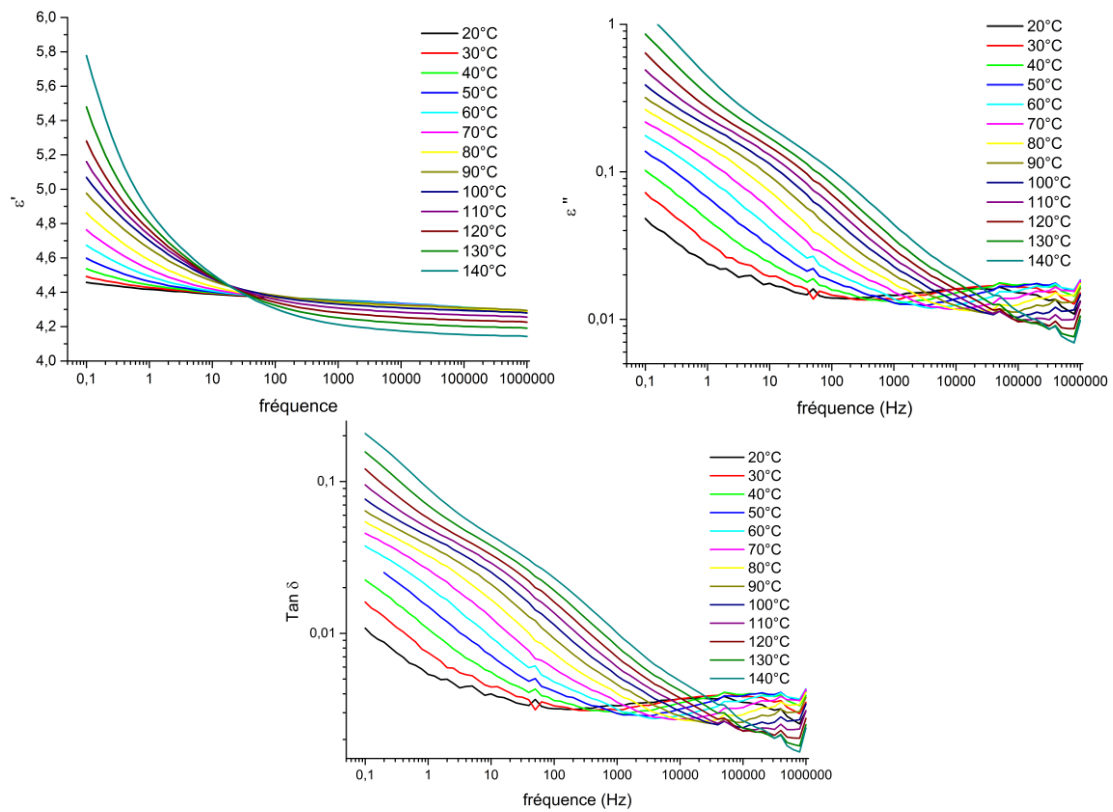 6,0
5,8
5,6
5,4
5,2
5,0
4,8
4,6
4,4
4,2
4,0
ε'
0,1 1 10 100 1000 10000 100000 1000000
fréquence
20°C
30°C
40°C
50°C
60°C
70°C
80°C
90°C
100°C
110°C
120°C
130°C
140°C
1
0,1
0,01
ε''
0,1 1 10 100 1000 10000 100000 1000000
fréquence (Hz)
20°C
30°C
40°C
50°C
60°C
70°C
80°C
90°C
100°C
110°C
120°C
130°C
140°C
0,1
0,01
Tan δ
0,1 1 10 100 1000 10000 100000 1000000
fréquence (Hz)
20°C
30°C
40°C
50°C
60°C
70°C
80°C
90°C
100°C
110°C
120°C
130°C
140°C